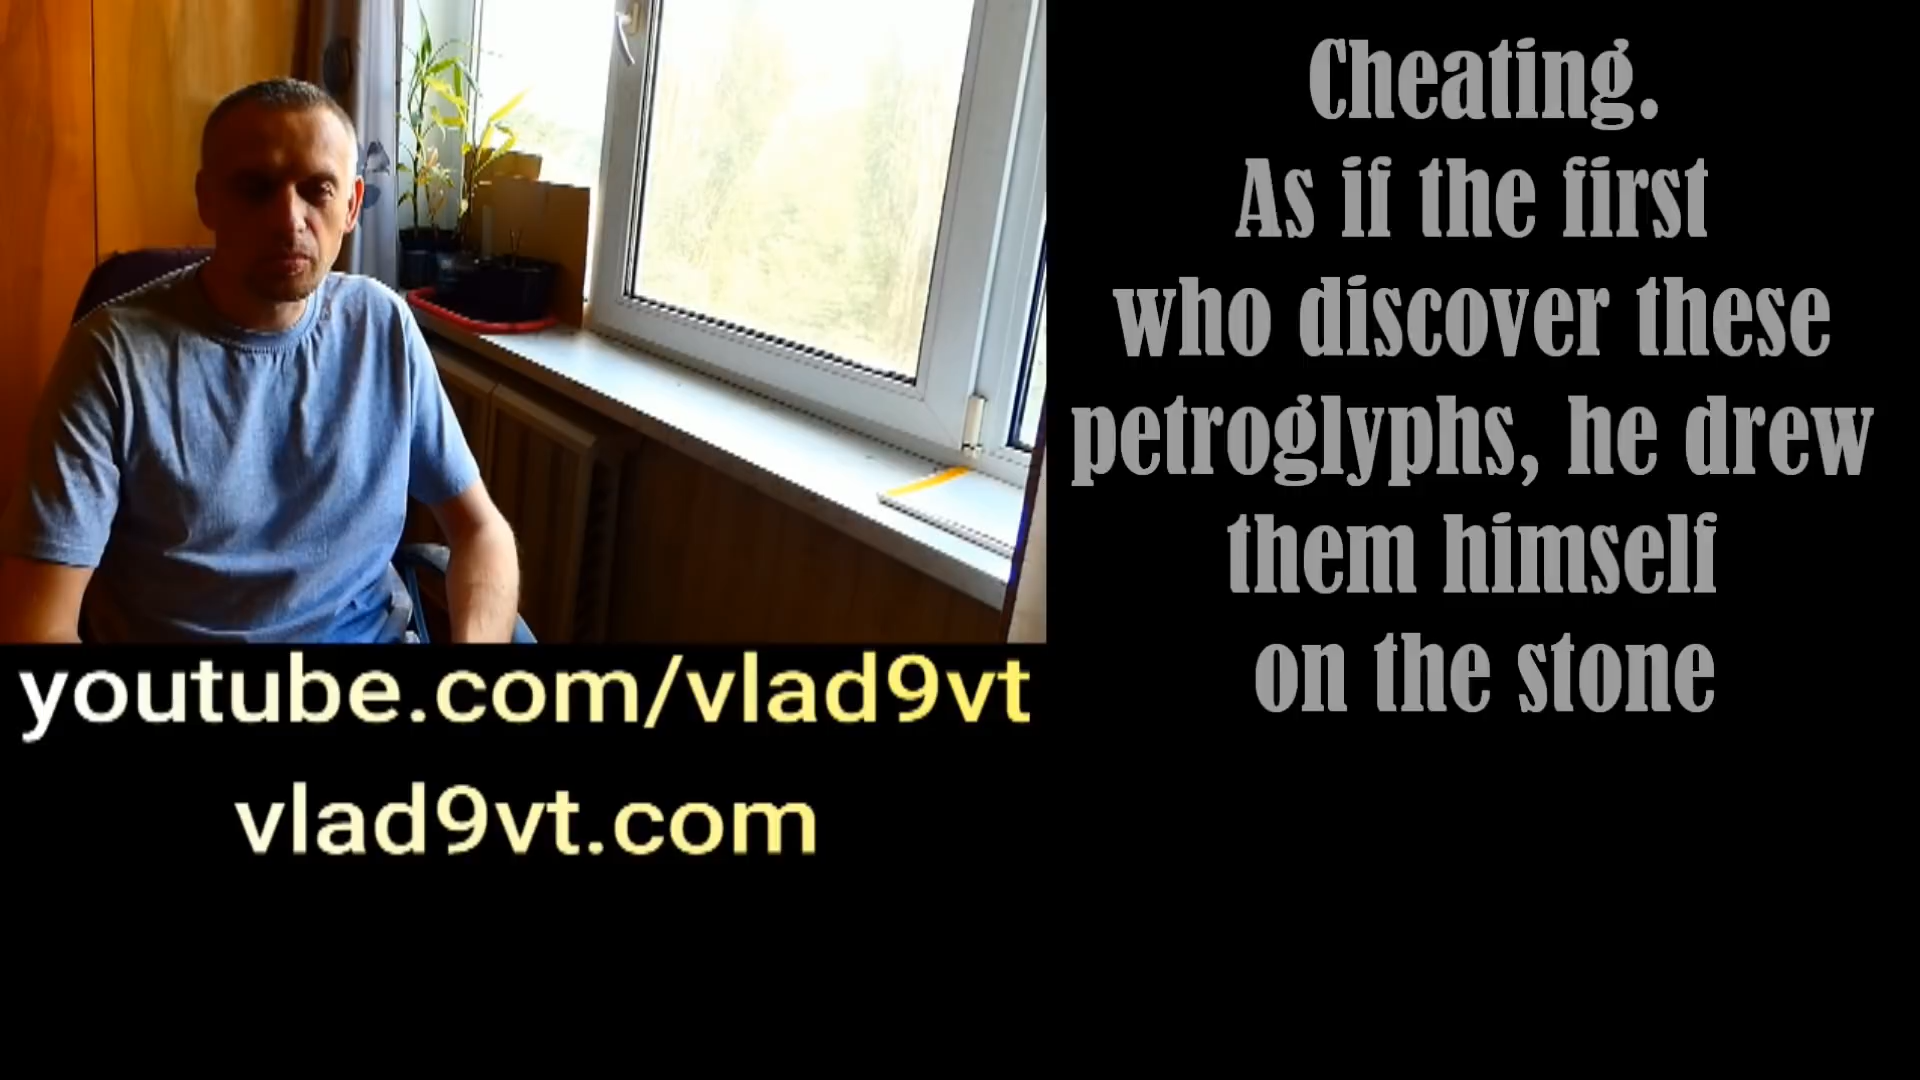 Cheating.
As if the first
who discover these
petroglyphs, he drew
them himself
on the stone
youtube.com/vlad9vt
vlad9vt.com